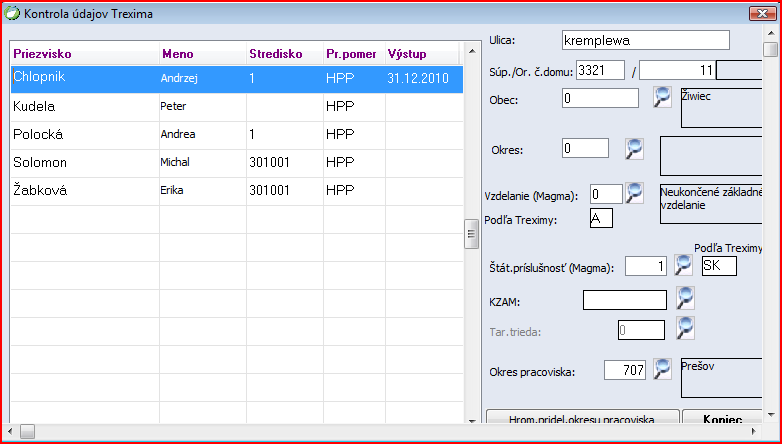 Kontrola údajov Trexima
Priezvisko Meno Stredisko Pr.pomer Výstup
Chlopnik Andrzej 1 HPP 31.12.2010
Kudela Peter HPP
Polocká Andrea 1 HPP
Solomon Michal 301001 HPP
Žabková Erika 301001 HPP
Ulica: kremplewa
Súp./Or. č.domu: 3321 / 11
Obec: 0 Żiwiec
Okres: 0
Vzdelanie (Magma): 0 Neukončené základné
vzdelanie
Podľa Treximy: A
Podľa Treximy
Štát.príslušnosť (Magma): 1 SK
KZAM:
Tar.trieda: 0
Okres pracoviska: 707 Prešov
Hrom.pridel.okresu pracoviska Koniec